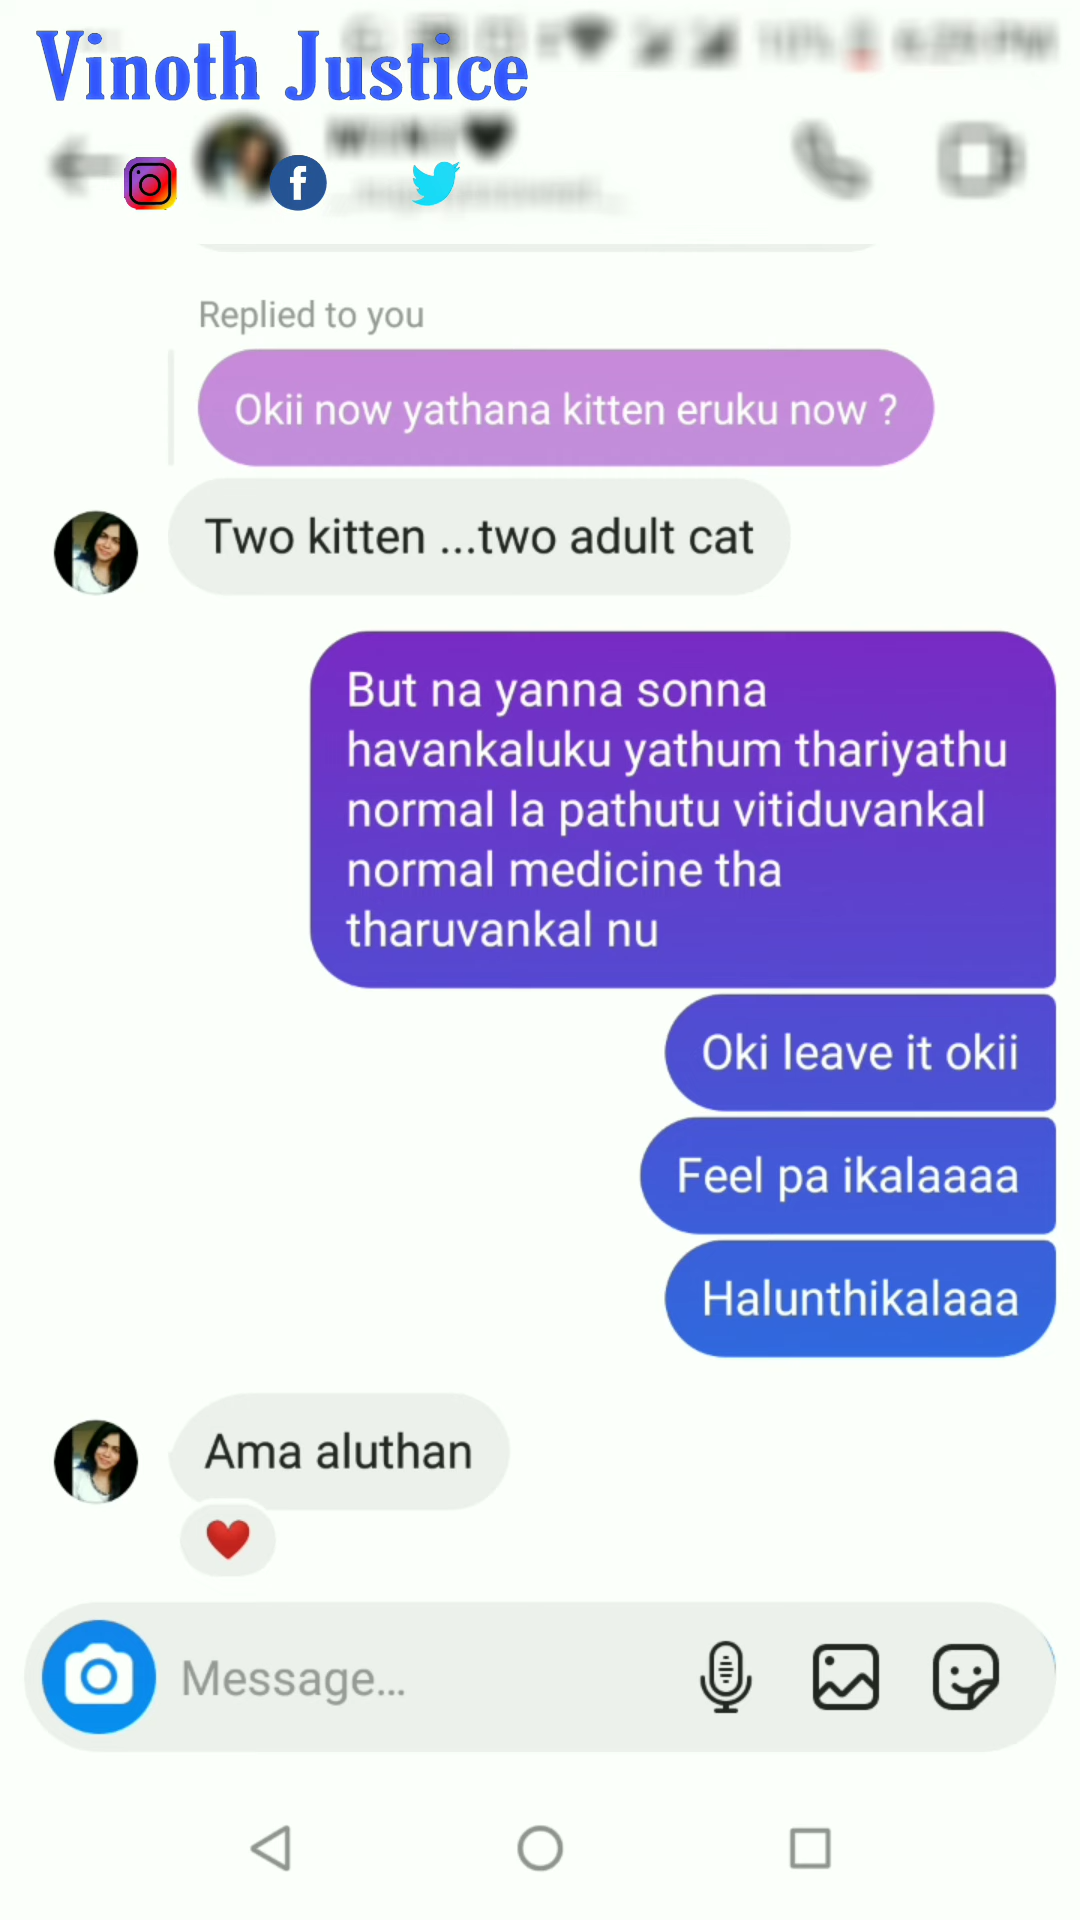 Vinoth Justice
Replied to you
Okii now yathana kitten eruku now ?
Two kitten ...two adult cat
But na yanna sonna
havankaluku yathum thariyathu
normal la pathutu vitiduvankal
normal medicine tha
tharuvankal nu
Oki leave it okii
Feel pa ikalaaaa
Halunthikalaaa
Ama aluthan
Message...